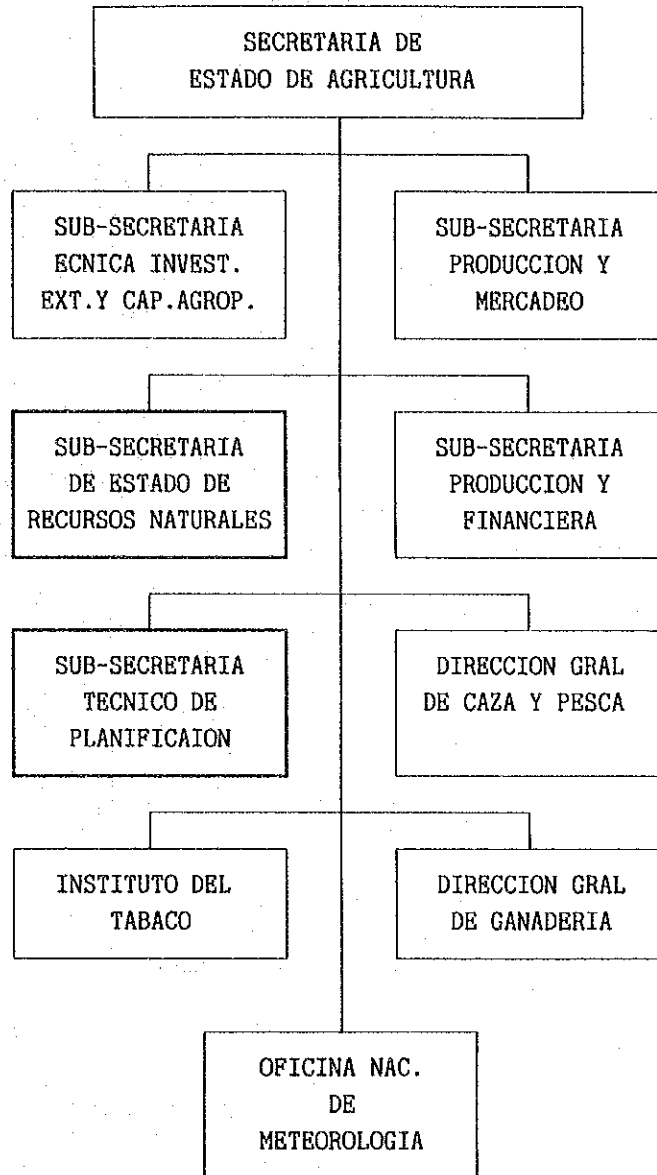 SECRETARIA DE
ESTADO DE AGRICULTURA
SUB-SECRETARIA
ECNICA INVEST.
EXT.Y CAP.AGROP.
SUB-SECRETARIA
PRODUCCION Y
MERCADEO
SUB-SECRETARIA
DE ESTADO DE
RECURSOS NATURALES
SUB-SECRETARIA
PRODUCCION Y
FINANCIERA
SUB-SECRETARIA
TECNICO DE
PLANIFICAION
DIRECCION GRAL
DE CAZA Y PESCA
INSTITUTO DEL
TABACO
DIRECCION GRAL
DE GANADERIA
OFICINA NAC.
DE
METEOROLOGIA